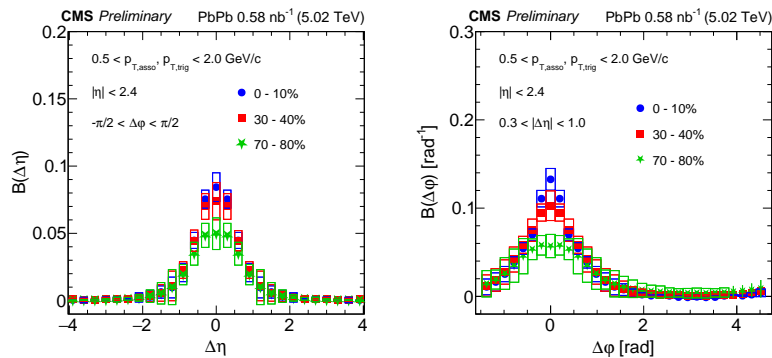 CMS Preliminary PbPb 0.58 nb⁻¹ (5.02 TeV)
0.5 < p_T,asso, p_T,trig < 2.0 GeV/c
|η| < 2.4
-π/2 < Δφ < π/2
0 - 10%
30 - 40%
70 - 80%
B(Δη)
0.2
0.15
0.1
0.05
0
−4 −2 0 2 4
Δη
CMS Preliminary PbPb 0.58 nb⁻¹ (5.02 TeV)
0.5 < p_T,asso, p_T,trig < 2.0 GeV/c
|η| < 2.4
0.3 < |Δη| < 1.0
0 - 10%
30 - 40%
70 - 80%
B(Δφ) [rad⁻¹]
0.3
0.2
0.1
0.0
0 2 4
Δφ [rad]